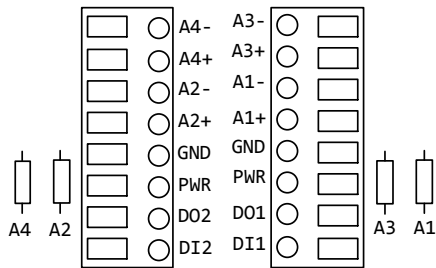 A4- A3-
A4+ A3+
A2- A1-
A2+ A1+
GND GND
PWR PWR
DO2 DO1
A4 A2 A3 A1
DI2 DI1